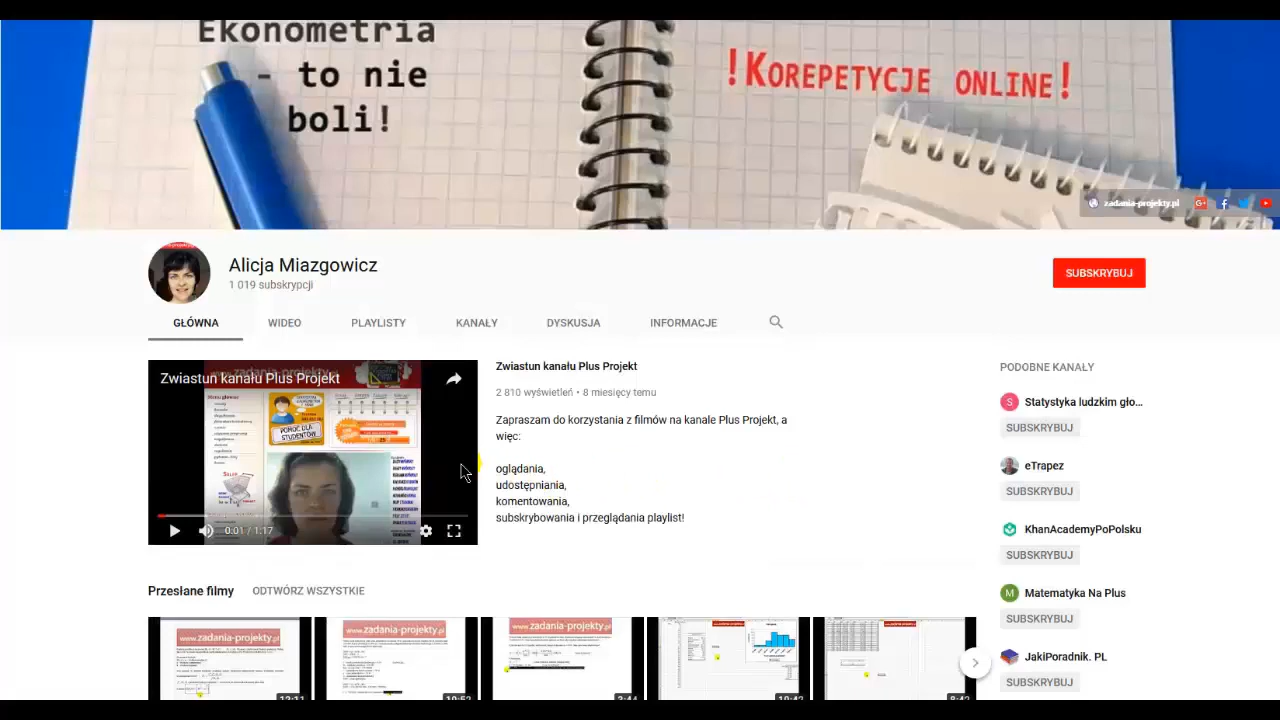 Ekonometria
- to nie
boli!
!Korepetycje online!
zadania-projekty.pl
Alicja Miazgowicz
1 019 subskrypcji
SUBSKRYBUJ
GŁÓWNA
WIDEO
PLAYLISTY
KANAŁY
DYSKUSJA
INFORMACJE
Zwiastun kanału Plus Projekt
POMOC DLA
STUDENTÓW
0:01 / 1:17
Zwiastun kanału Plus Projekt
2 810 wyświetleń • 8 miesięcy temu
Zapraszam do korzystania z filmów na kanale Plus Projekt, a
więc:
oglądania,
udostępniania,
komentowania,
subskrybowania i przeglądania playlist!
PODOBNE KANAŁY
Statystyka ludzkim gło...
SUBSKRYBUJ
eTrapez
SUBSKRYBUJ
KhanAcademyPoPolsku
SUBSKRYBUJ
Matematyka Na Plus
SUBSKRYBUJ
JakiPoradnik. PL
SUBSKRYBUJ
Przesłane filmy
ODTWÓRZ WSZYSTKIE
www.zadania-projekty.pl
www.zadania-projekty.pl
www.zadania-projekty.pl